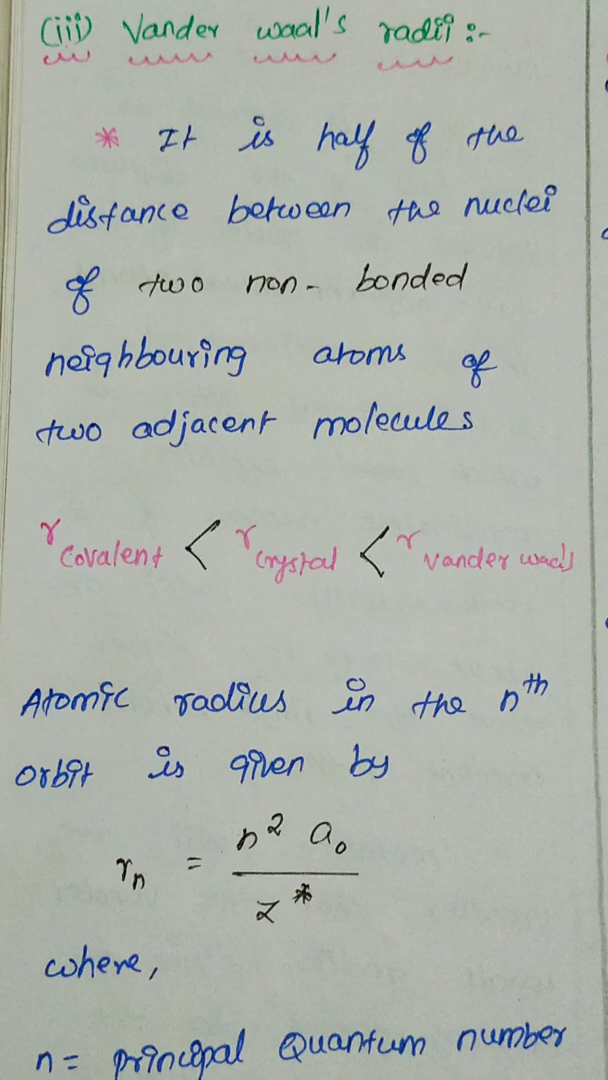 (iii) Vander waal's radii :-
* It is half of the
distance between the nuclei
of two non- bonded
neighbouring atoms of
two adjacent molecules
r covalent < r crystal < r vander waals
Atomic radius in the nth
orbit is given by
rn = n² a₀ / z*
where,
n = principal Quantum number